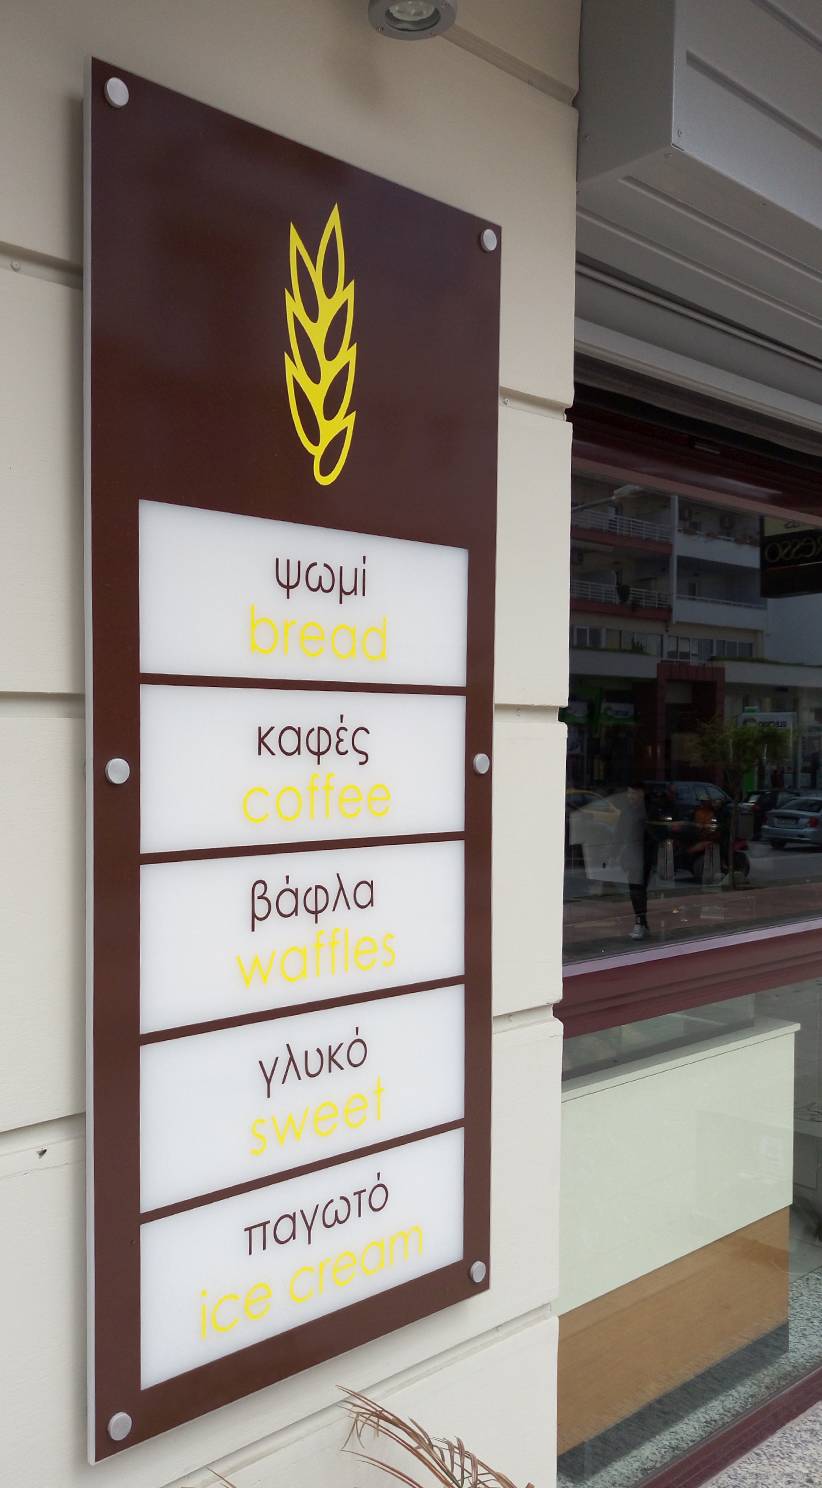 ψωμί
bread
καφές
coffee
βάφλα
waffles
γλυκό
sweet
παγωτό
ice cream